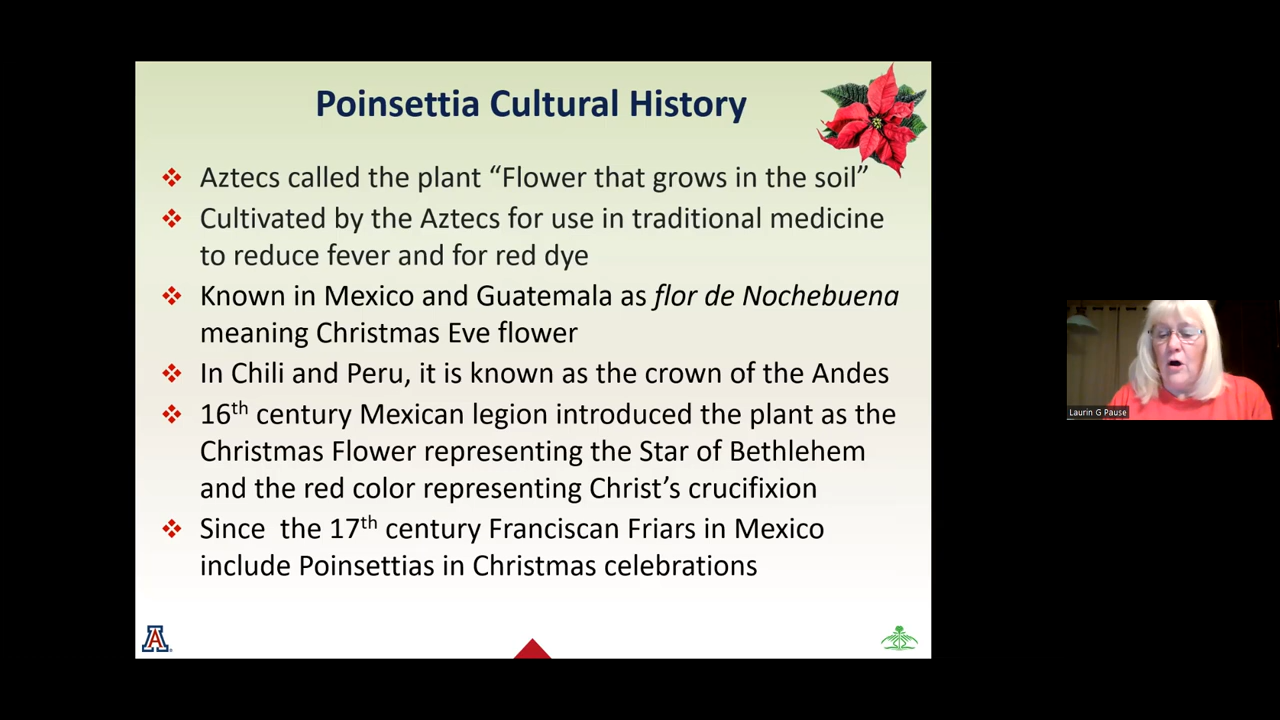 Poinsettia Cultural History
❖ Aztecs called the plant “Flower that grows in the soil”
❖ Cultivated by the Aztecs for use in traditional medicine
to reduce fever and for red dye
❖ Known in Mexico and Guatemala as flor de Nochebuena
meaning Christmas Eve flower
❖ In Chili and Peru, it is known as the crown of the Andes
❖ 16th century Mexican legion introduced the plant as the
Christmas Flower representing the Star of Bethlehem
and the red color representing Christ’s crucifixion
❖ Since  the 17th century Franciscan Friars in Mexico
include Poinsettias in Christmas celebrations
A
Laurin G Pause